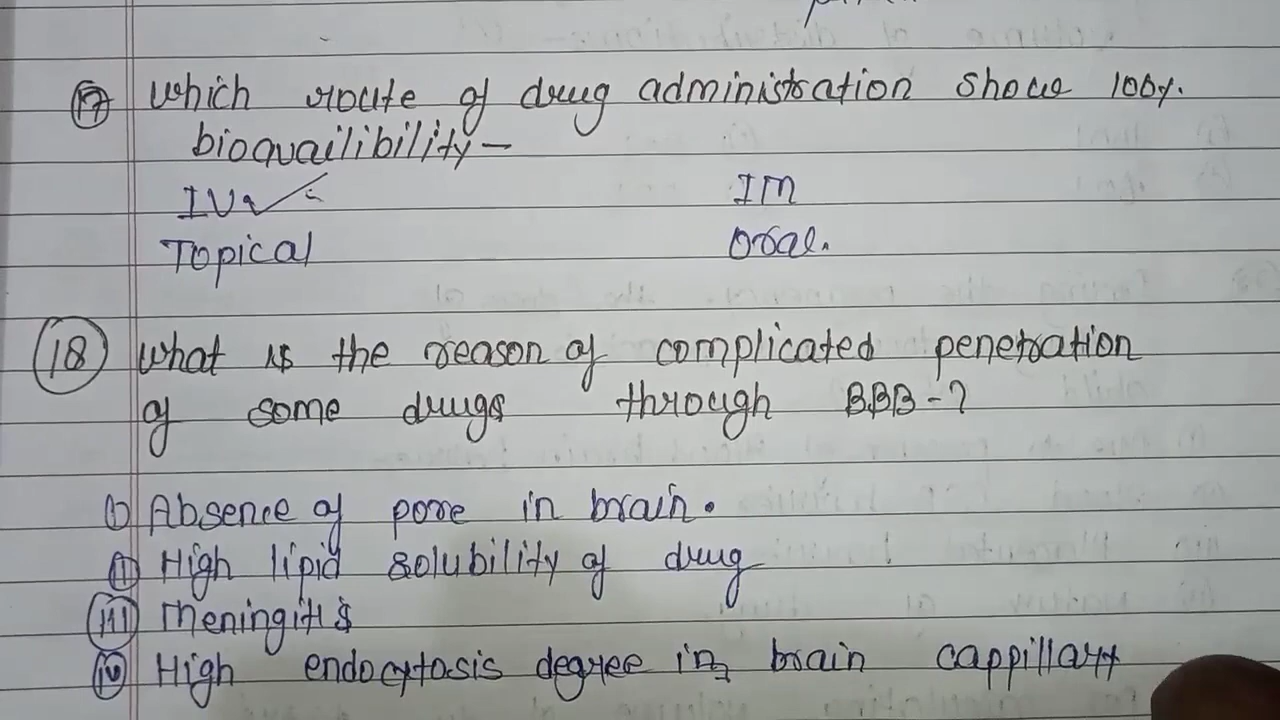 17 which route of drug administration show 100%.
bioavailibility –
IV ✓ IM
Topical Oral.
18 what is the reason of complicated penetration
of some drugs through BBB - ?
(i) Absence of pore in brain.
(ii) High lipid solubility of drug
(iii) Meningitis
(iv) High endocytosis degree in brain cappillary